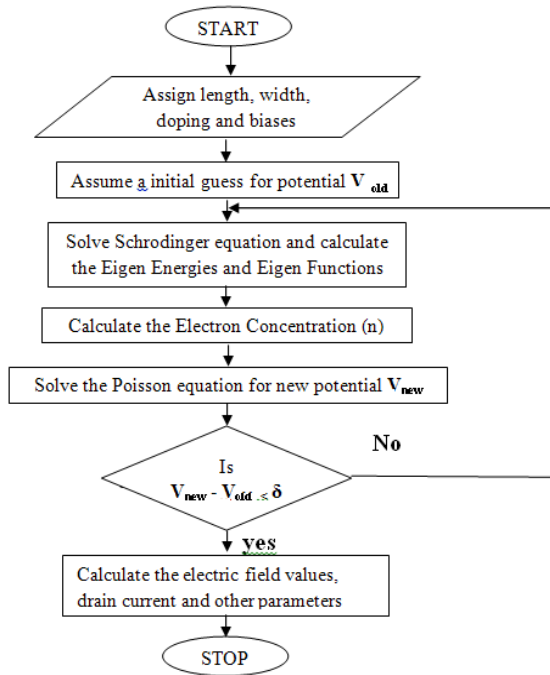 START
Assign length, width,
doping and biases
Assume a initial guess for potential V old
Solve Schrodinger equation and calculate
the Eigen Energies and Eigen Functions
Calculate the Electron Concentration (n)
Solve the Poisson equation for new potential Vnew
No
Is
Vnew - Vold ≤ δ
yes
Calculate the electric field values,
drain current and other parameters
STOP